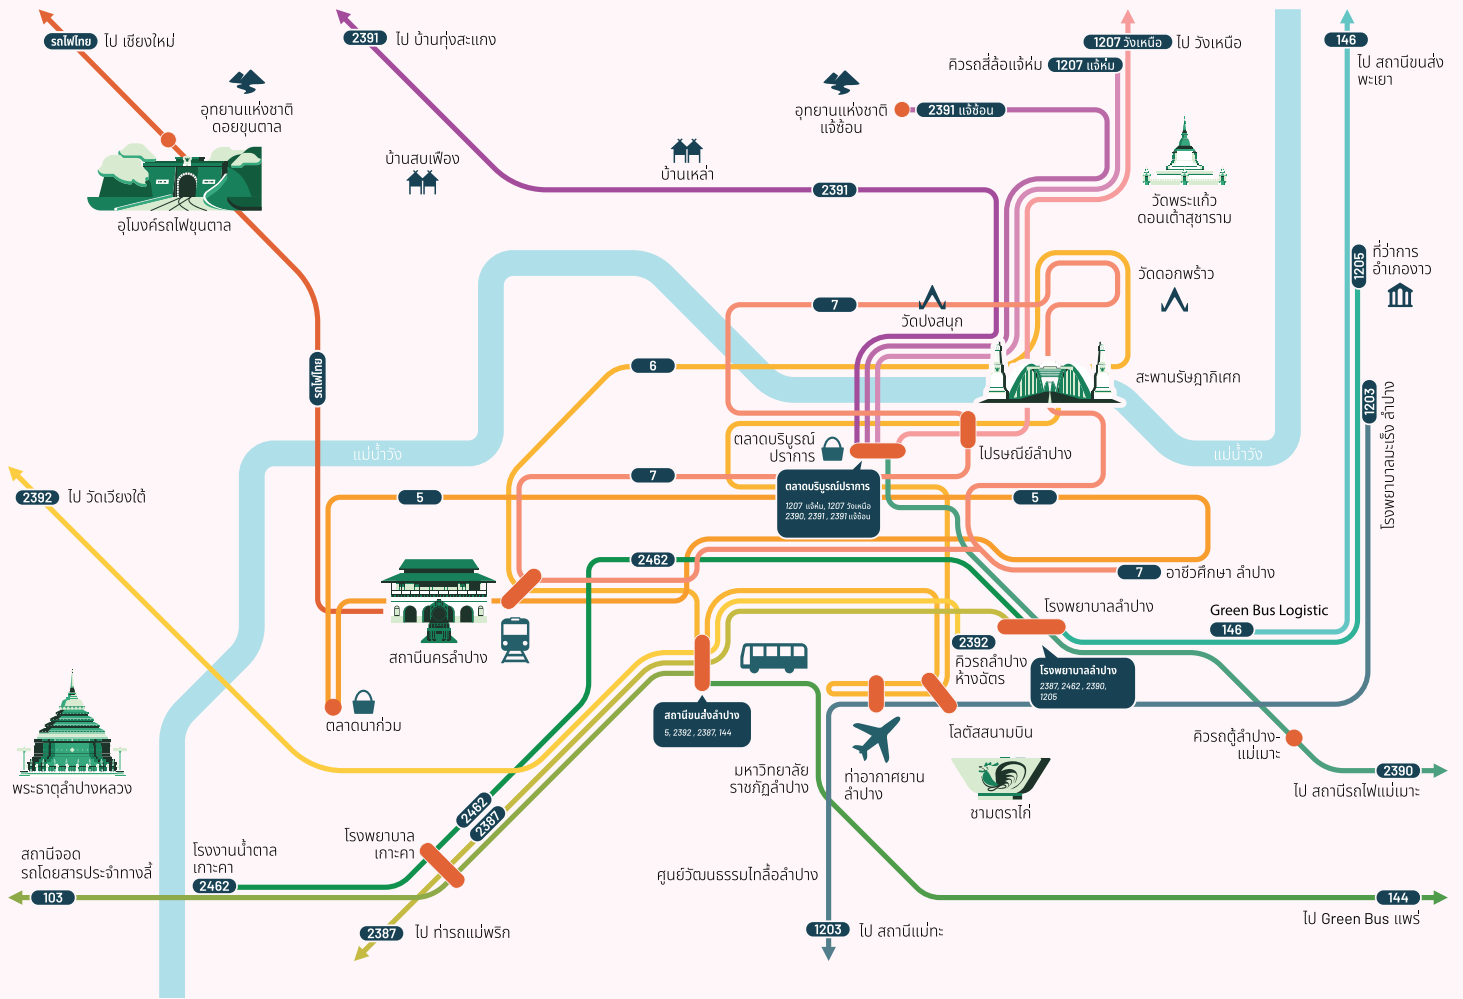 รถไฟไทย
ไป เชียงใหม่
2391
ไป บ้านทุ่งสะแกง
1207 วังเหนือ
ไป วังเหนือ
คิวรถสี่ล้อแจ้ห่ม
1207 แจ้ห่ม
146
ไป สถานีขนส่ง
พะเยา
อุทยานแห่งชาติ
ดอยขุนตาล
อุทยานแห่งชาติ
แจ้ซ้อน
2391 แจ้ซ้อน
บ้านสบเฟือง
บ้านเหล่า
2391
วัดพระแก้ว
ดอนเต้าสุชาราม
อุโมงค์รถไฟขุนตาล
ที่ว่าการ
อำเภองาว
1205
วัดดอกพร้าว
7
วัดปงสนุก
6
รถไฟไทย
สะพานรัษฎาภิเศก
1203
โรงพยาบาลมะเร็ง ลำปาง
ตลาดบริบูรณ์
ปราการ
ไปรษณีย์ลำปาง
แม่น้ำวัง
แม่น้ำวัง
7
ตลาดบริบูรณ์ปราการ
1207 แจ้ห่ม, 1207 วังเหนือ
2390, 2391 , 2391 แจ้ซ้อน
2392
ไป วัดเวียงใต้
5
5
2462
7
อาชีวศึกษา ลำปาง
โรงพยาบาลลำปาง
Green Bus Logistic
146
สถานีนครลำปาง
2392
คิวรถลำปาง
ห้างฉัตร
โรงพยาบาลลำปาง
2387, 2462 , 2390,
1205
ตลาดนาก่วม
สถานีขนส่งลำปาง
5, 2392 , 2387, 144
โลตัสสนามบิน
คิวรถตู้ลำปาง-
แม่เมาะ
2390
ไป สถานีรถไฟแม่เมาะ
มหาวิทยาลัย
ราชภัฏลำปาง
ท่าอากาศยาน
ลำปาง
พระธาตุลำปางหลวง
ชามตราไก่
2462
2387
โรงพยาบาล
เกาะคา
สถานีจอด
รถโดยสารประจำทางลี้
103
โรงงานน้ำตาล
เกาะคา
2462
ศูนย์วัฒนธรรมไทลื้อลำปาง
144
ไป Green Bus แพร่
2387
ไป ท่ารถแม่พริก
1203
ไป สถานีแม่ทะ